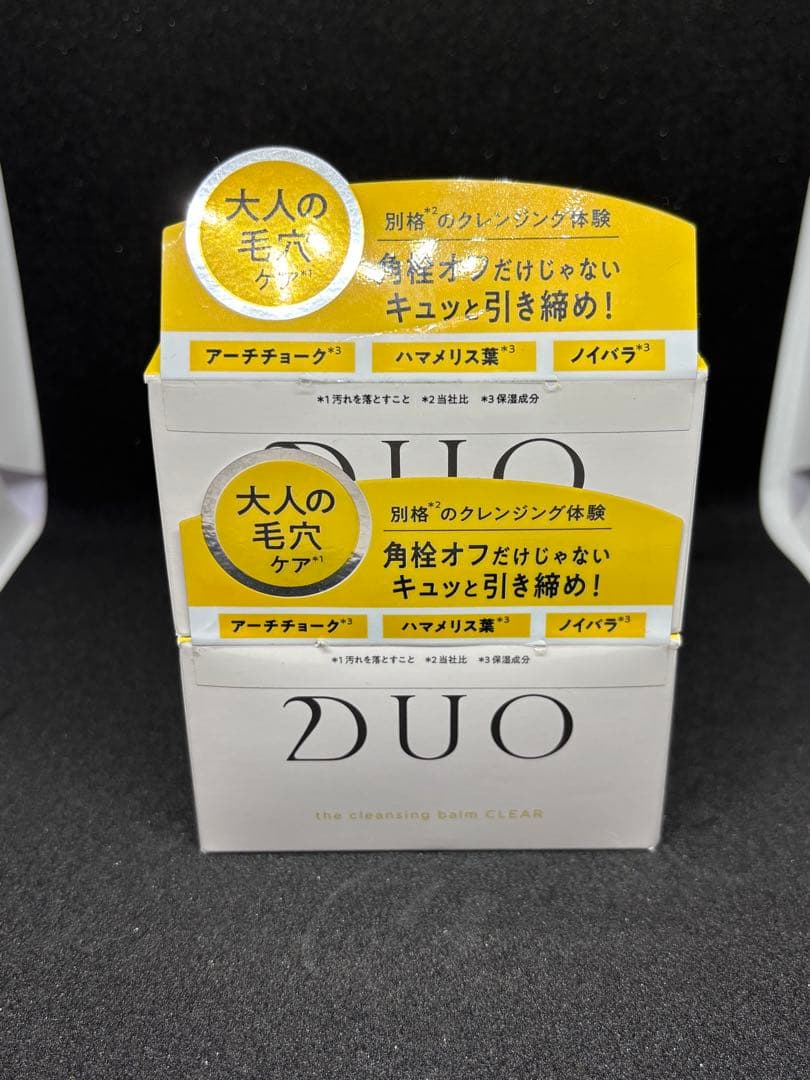 大人の
毛穴
ケア*1
別格*2のクレンジング体験
角栓オフだけじゃない
キュッと引き締め！
アーチチョーク*3
ハマメリス葉*3
ノイバラ*3
*1 汚れを落とすこと *2 当社比 *3 保湿成分
DUO
大人の
毛穴
ケア*1
別格*2のクレンジング体験
角栓オフだけじゃない
キュッと引き締め！
アーチチョーク*3
ハマメリス葉*3
ノイバラ*3
*1 汚れを落とすこと *2 当社比 *3 保湿成分
DUO
the cleansing balm CLEAR